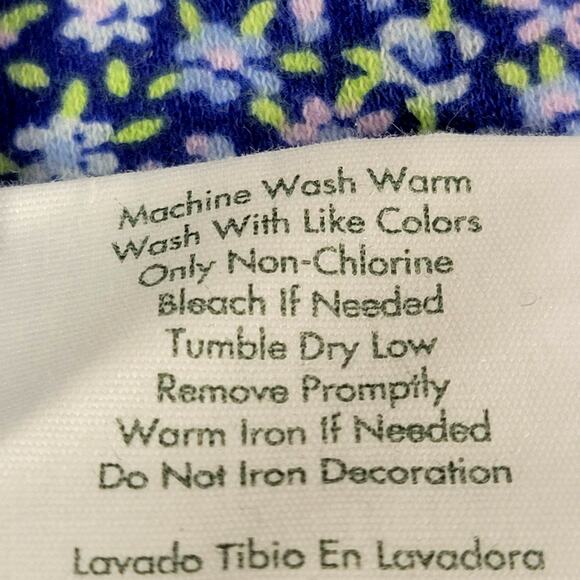 Machine Wash Warm
Wash With Like Colors
Only Non-Chlorine
Bleach If Needed
Tumble Dry Low
Remove Promptly
Warm Iron If Needed
Do Not Iron Decoration
Lavado Tibio En Lavadora